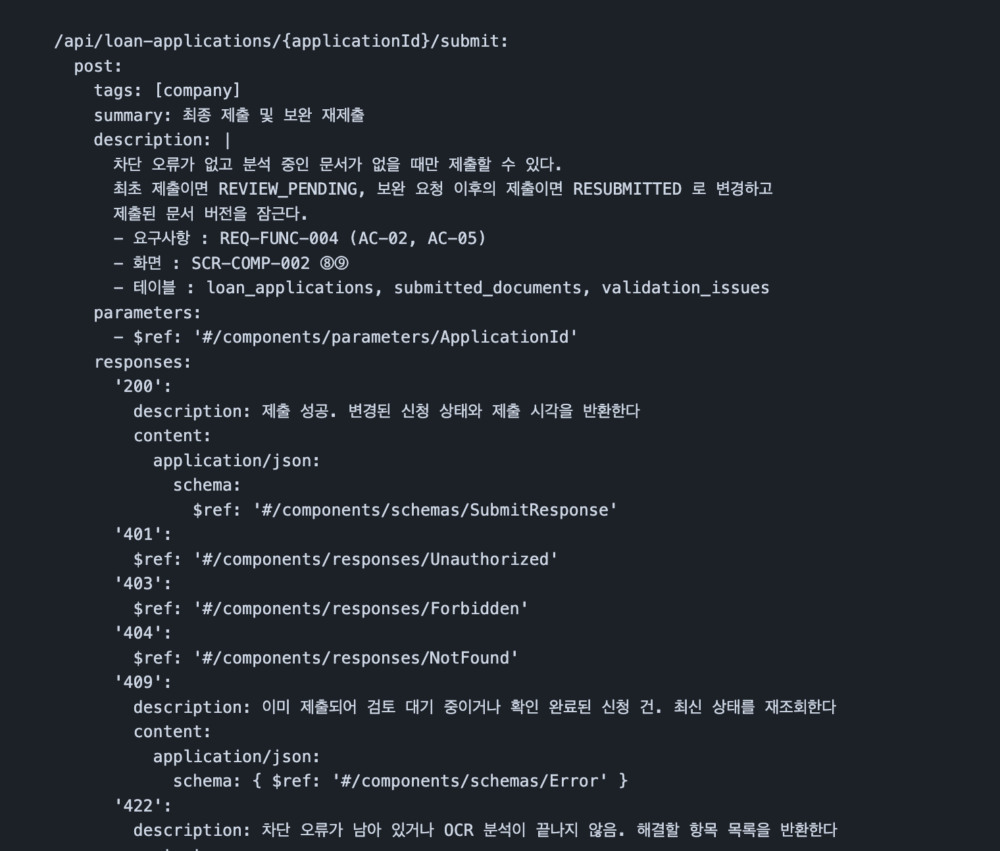 /api/loan-applications/{applicationId}/submit:
post:
tags: [company]
summary: 최종 제출 및 보완 재제출
description: |
차단 오류가 없고 분석 중인 문서가 없을 때만 제출할 수 있다.
최초 제출이면 REVIEW_PENDING, 보완 요청 이후의 제출이면 RESUBMITTED 로 변경하고
제출된 문서 버전을 잠근다.
- 요구사항 : REQ-FUNC-004 (AC-02, AC-05)
- 화면 : SCR-COMP-002 ⑧⑨
- 테이블 : loan_applications, submitted_documents, validation_issues
parameters:
- $ref: '#/components/parameters/ApplicationId'
responses:
'200':
description: 제출 성공. 변경된 신청 상태와 제출 시각을 반환한다
content:
application/json:
schema:
$ref: '#/components/schemas/SubmitResponse'
'401':
$ref: '#/components/responses/Unauthorized'
'403':
$ref: '#/components/responses/Forbidden'
'404':
$ref: '#/components/responses/NotFound'
'409':
description: 이미 제출되어 검토 대기 중이거나 확인 완료된 신청 건. 최신 상태를 재조회한다
content:
application/json:
schema: { $ref: '#/components/schemas/Error' }
'422':
description: 차단 오류가 남아 있거나 OCR 분석이 끝나지 않음. 해결할 항목 목록을 반환한다